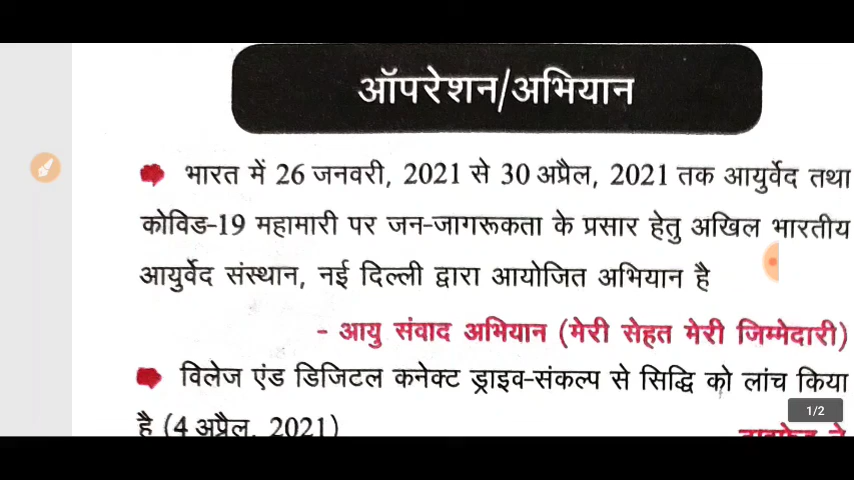 ऑपरेशन/अभियान
भारत में 26 जनवरी, 2021 से 30 अप्रैल, 2021 तक आयुर्वेद तथा
कोविड-19 महामारी पर जन-जागरूकता के प्रसार हेतु अखिल भारतीय
आयुर्वेद संस्थान, नई दिल्ली द्वारा आयोजित अभियान है
- आयु संवाद अभियान (मेरी सेहत मेरी जिम्मेदारी)
विलेज एंड डिजिटल कनेक्ट ड्राइव-संकल्प से सिद्धि को लांच किया
1/2
है (4 अप्रैल, 2021)